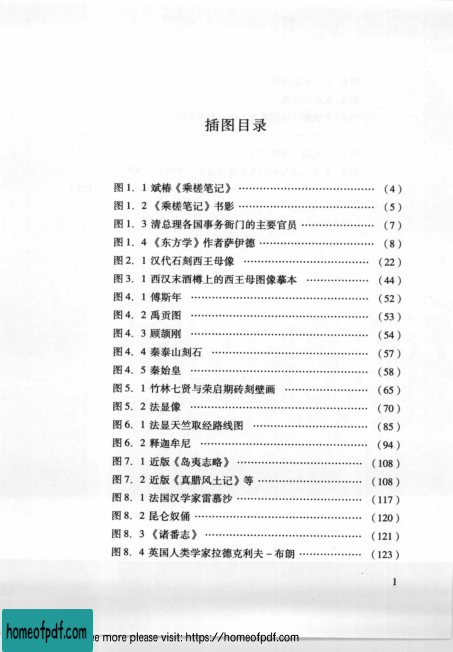 插图目录
图1.1斌椿《乘槎笔记》…………………………………(4)
图1.2《乘槎笔记》书影…………………………………(5)
图1.3清总理各国事务衙门的主要官员…………………(7)
图1.4《东方学》作者萨伊德……………………………(8)
图2.1汉代石刻西王母像…………………………………(22)
图3.1西汉末酒樽上的西王母图像摹本…………………(44)
图4.1傅斯年………………………………………………(52)
图4.2禹贡图………………………………………………(53)
图4.3顾颉刚………………………………………………(54)
图4.4秦泰山刻石…………………………………………(57)
图4.5秦始皇………………………………………………(58)
图5.1竹林七贤与荣启期砖刻壁画………………………(65)
图5.2法显像………………………………………………(70)
图6.1法显天竺取经路线图………………………………(85)
图6.2释迦牟尼……………………………………………(94)
图7.1近版《岛夷志略》…………………………………(108)
图7.2近版《真腊风土记》等……………………………(108)
图8.1法国汉学家雷慕沙…………………………………(117)
图8.2昆仑奴俑……………………………………………(120)
图8.3《诸番志》…………………………………………(121)
图8.4英国人类学家拉德克利夫－布朗…………………(123)
1
homeofpdf.com
e more please visit: https://homeofpdf.com